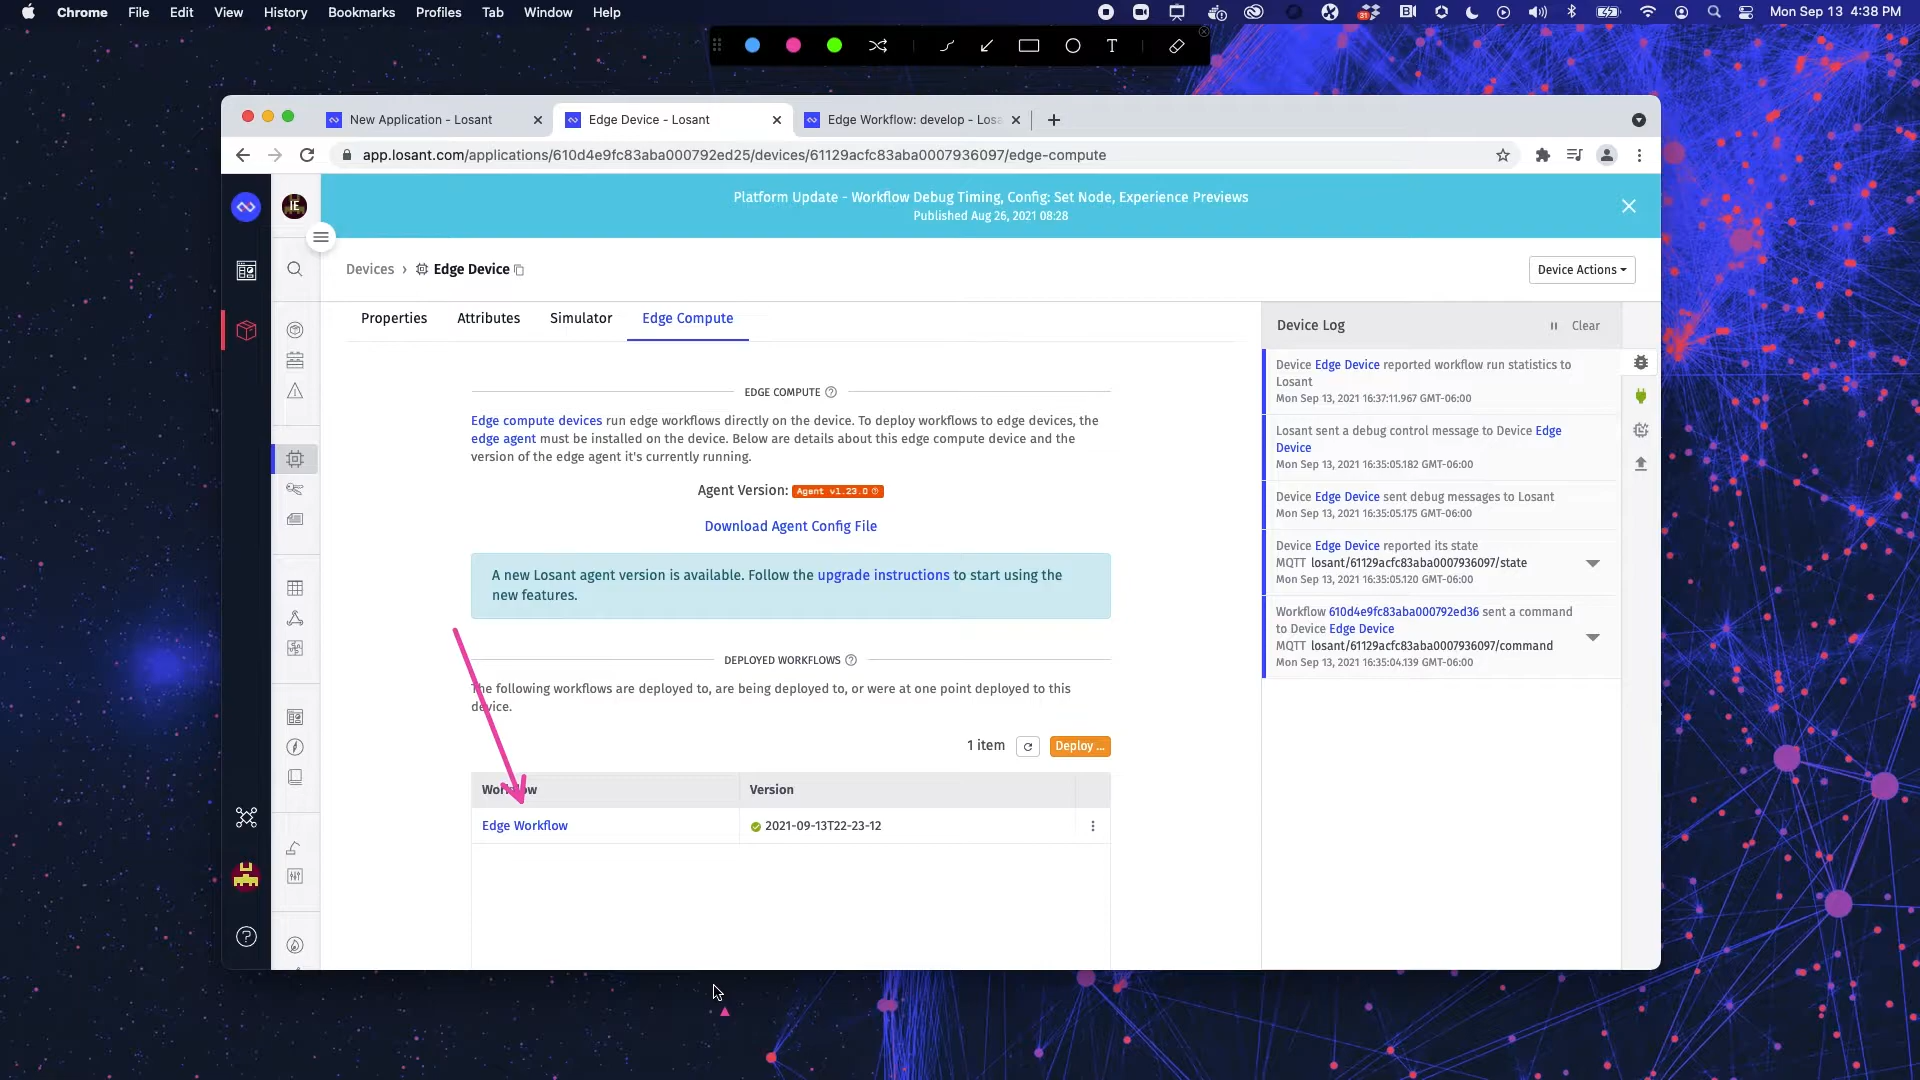 Chrome File Edit View History Bookmarks Profiles Tab Window Help
31
Mon Sep 13 4:38 PM
T
New Application - Losant
Edge Device - Losant
Edge Workflow: develop - Losa
app.losant.com/applications/610d4e9fc83aba000792ed25/devices/61129acfc83aba0007936097/edge-compute
IE
Platform Update - Workflow Debug Timing, Config: Set Node, Experience Previews
Published Aug 26, 2021 08:28
Devices › Edge Device
Device Actions
Properties Attributes Simulator Edge Compute
EDGE COMPUTE
Edge compute devices run edge workflows directly on the device. To deploy workflows to edge devices, the
edge agent must be installed on the device. Below are details about this edge compute device and the
version of the edge agent it's currently running.
Agent Version: Agent v1.23.0
Download Agent Config File
A new Losant agent version is available. Follow the upgrade instructions to start using the
new features.
DEPLOYED WORKFLOWS
The following workflows are deployed to, are being deployed to, or were at one point deployed to this
device.
1 item
Deploy ...
Workflow
Version
Edge Workflow
2021-09-13T22-23-12
Device Log
Clear
Device Edge Device reported workflow run statistics to
Losant
Mon Sep 13, 2021 16:37:11.967 GMT-06:00
Losant sent a debug control message to Device Edge
Device
Mon Sep 13, 2021 16:35:05.182 GMT-06:00
Device Edge Device sent debug messages to Losant
Mon Sep 13, 2021 16:35:05.175 GMT-06:00
Device Edge Device reported its state
MQTT losant/61129acfc83aba0007936097/state
Mon Sep 13, 2021 16:35:05.120 GMT-06:00
Workflow 610d4e9fc83aba000792ed36 sent a command
to Device Edge Device
MQTT losant/61129acfc83aba0007936097/command
Mon Sep 13, 2021 16:35:04.139 GMT-06:00